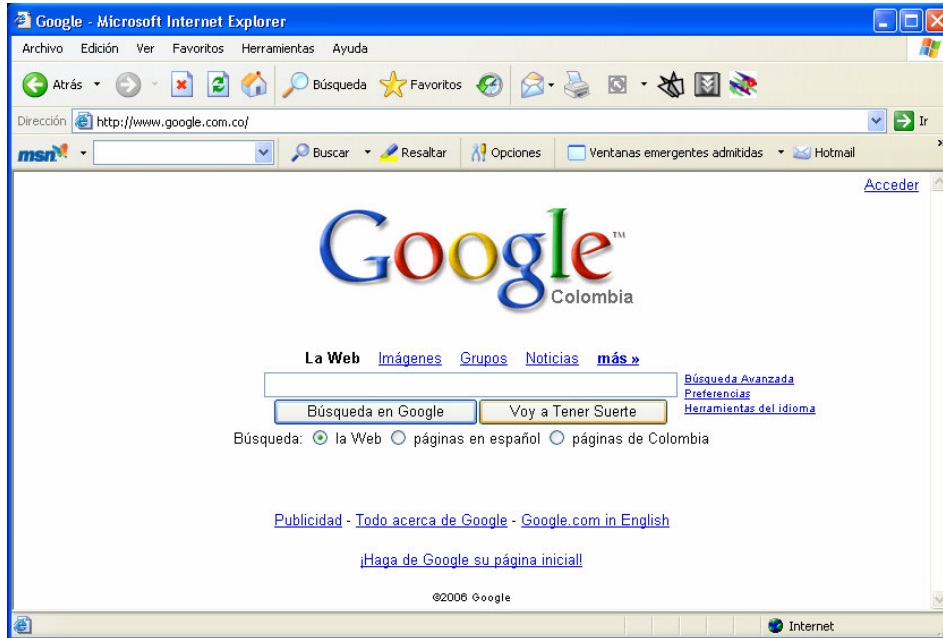 Google - Microsoft Internet Explorer
Archivo Edición Ver Favoritos Herramientas Ayuda
Atrás Búsqueda Favoritos
Dirección http://www.google.com.co/ Ir
msn Buscar Resaltar Opciones Ventanas emergentes admitidas Hotmail »
Acceder
Google™
Colombia
La Web Imágenes Grupos Noticias más »
Búsqueda Avanzada
Preferencias
Herramientas del idioma
Búsqueda en Google Voy a Tener Suerte
Búsqueda: la Web páginas en español páginas de Colombia
Publicidad - Todo acerca de Google - Google.com in English
¡Haga de Google su página inicial!
©2006 Google
Internet